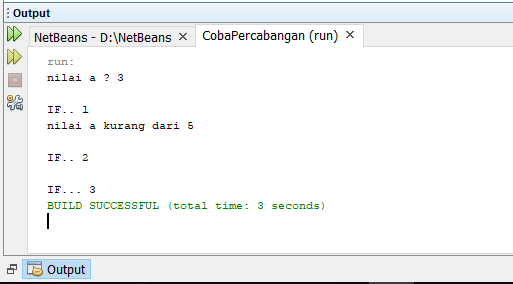 Output
NetBeans - D:\NetBeans × CobaPercabangan (run) ×
run:
nilai a ? 3
IF.. 1
nilai a kurang dari 5
IF.. 2
IF... 3
BUILD SUCCESSFUL (total time: 3 seconds)
Output